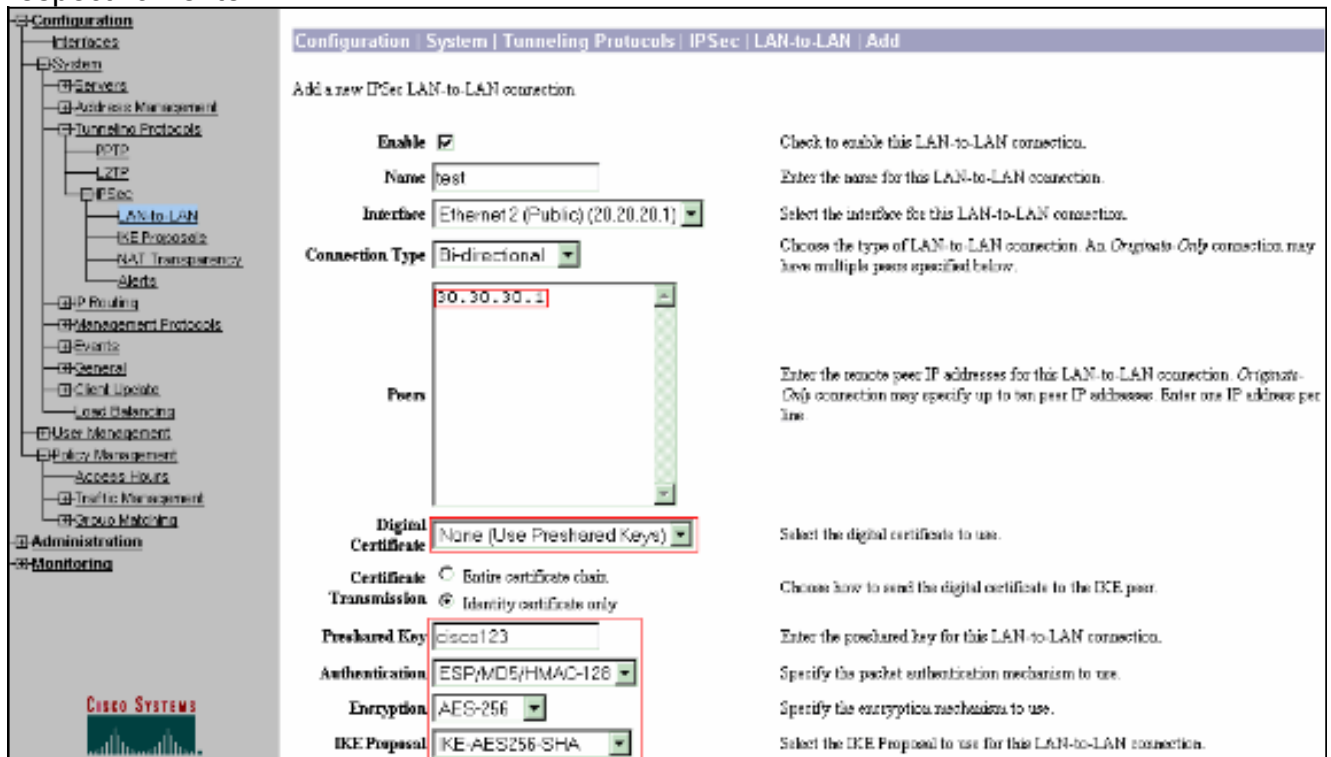 Configuration
Interfaces
System
Servers
Address Management
Tunneling Protocols
PPTP
L2TP
IPSec
LAN-to-LAN
IKE Proposals
NAT Transparency
Alerts
IP Routing
Management Protocols
Events
General
Client Update
Load Balancing
User Management
Policy Management
Access Hours
Traffic Management
Group Matching
Administration
Monitoring
CISCO SYSTEMS
Configuration | System | Tunneling Protocols | IPSec | LAN-to-LAN | Add
Add a new IPSec LAN-to-LAN connection.
Enable
Check to enable this LAN-to-LAN connection.
Name test
Enter the name for this LAN-to-LAN connection.
Interface Ethernet 2 (Public) (20.20.20.1)
Select the interface for this LAN-to-LAN connection.
Connection Type Bi-directional
Choose the type of LAN-to-LAN connection. An Originate-Only connection may
have multiple peers specified below.
30.30.30.1
Peers
Enter the remote peer IP addresses for this LAN-to-LAN connection. Originate-
Only connection may specify up to ten peer IP addresses. Enter one IP address per
line.
Digital
Certificate None (Use Preshared Keys)
Select the digital certificate to use.
Certificate Entire certificate chain
Transmission Identity certificate only
Choose how to send the digital certificate to the IKE peer.
Preshared Key cisco123
Enter the preshared key for this LAN-to-LAN connection.
Authentication ESP/MD5/HMAC-128
Specify the packet authentication mechanism to use.
Encryption AES-256
Specify the encryption mechanism to use.
IKE Proposal IKE-AES256-SHA
Select the IKE Proposal to use for this LAN-to-LAN connection.